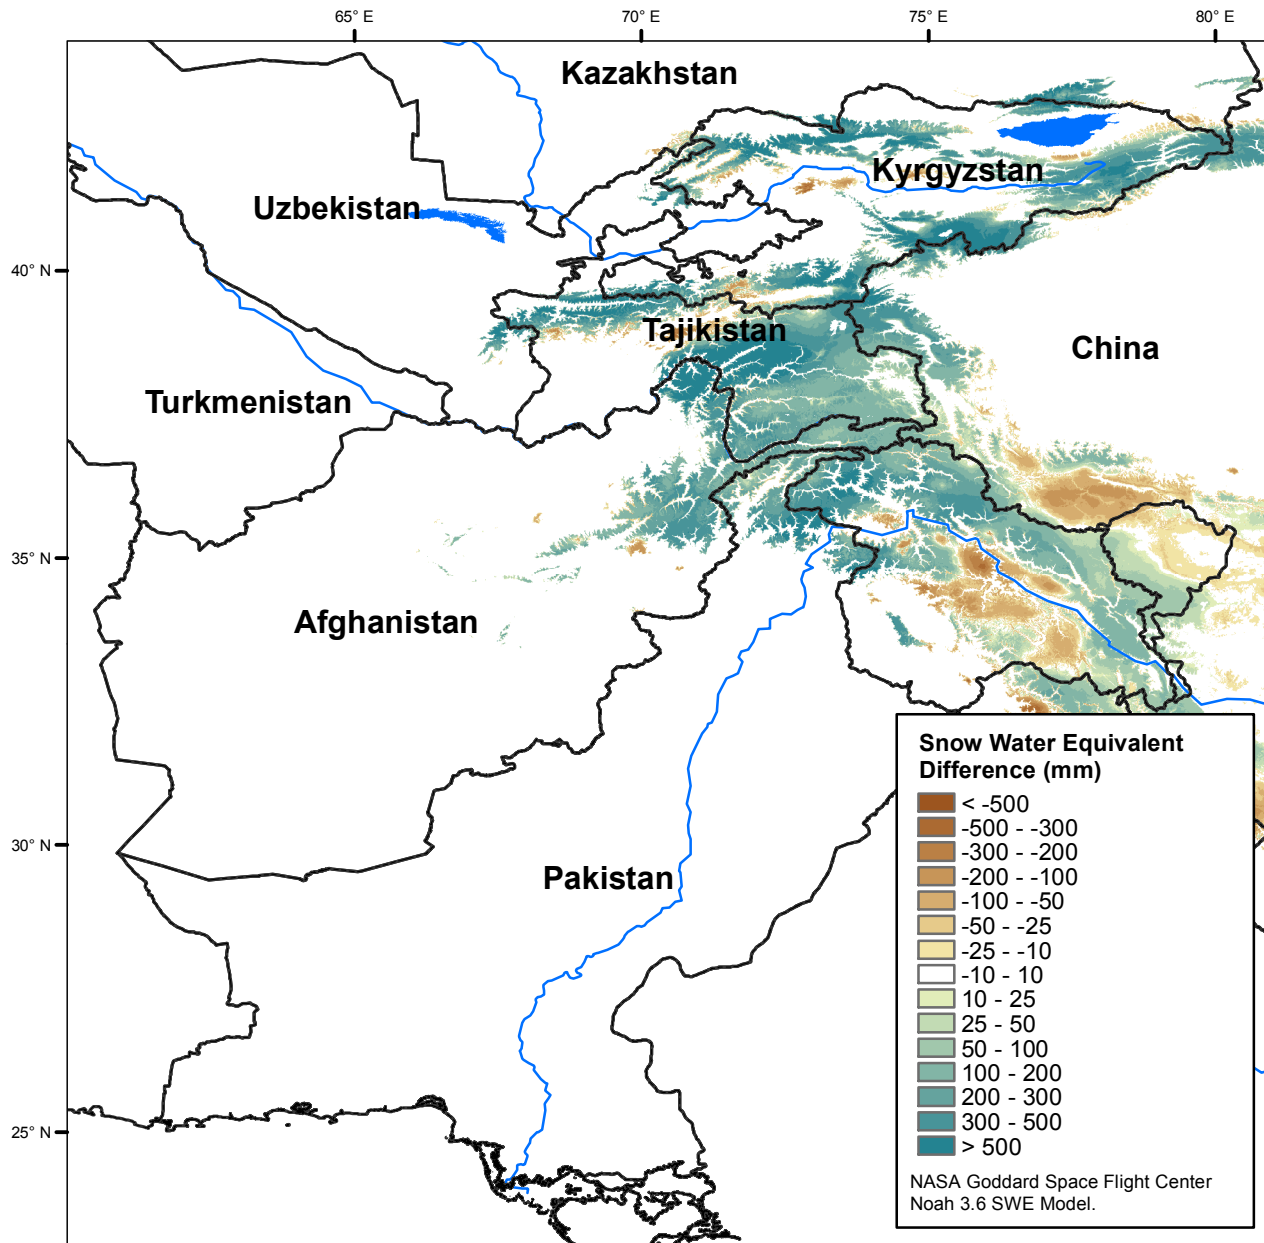 65° E
70° E
75° E
80° E
Kazakhstan
Kyrgyzstan
Uzbekistan
40° N
Tajikistan
China
Turkmenistan
35° N
Afghanistan
Snow Water Equivalent
Difference (mm)
< -500
-500 - -300
-300 - -200
-200 - -100
-100 - -50
-50 - -25
-25 - -10
-10 - 10
10 - 25
25 - 50
50 - 100
100 - 200
200 - 300
300 - 500
> 500
NASA Goddard Space Flight Center
Noah 3.6 SWE Model.
30° N
Pakistan
25° N